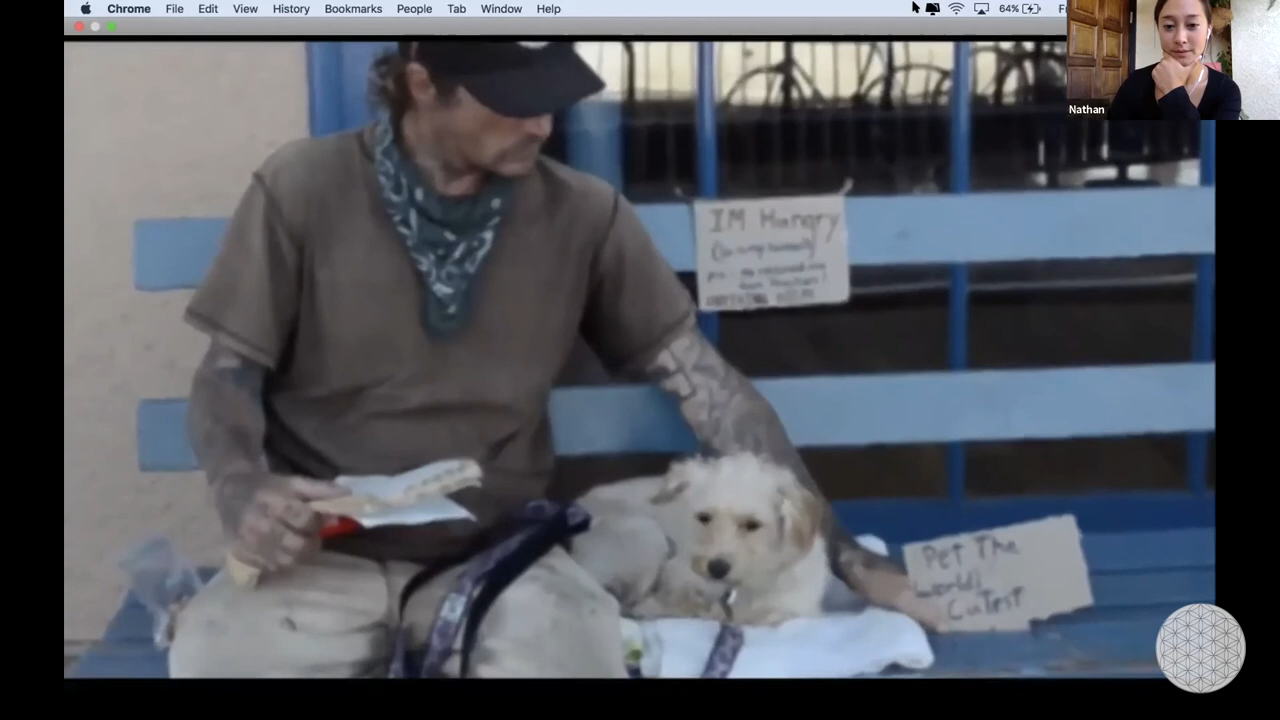 Chrome File Edit View History Bookmarks People Tab Window Help
64%
Nathan
IM Hungry
Pet The
World's
Cutest